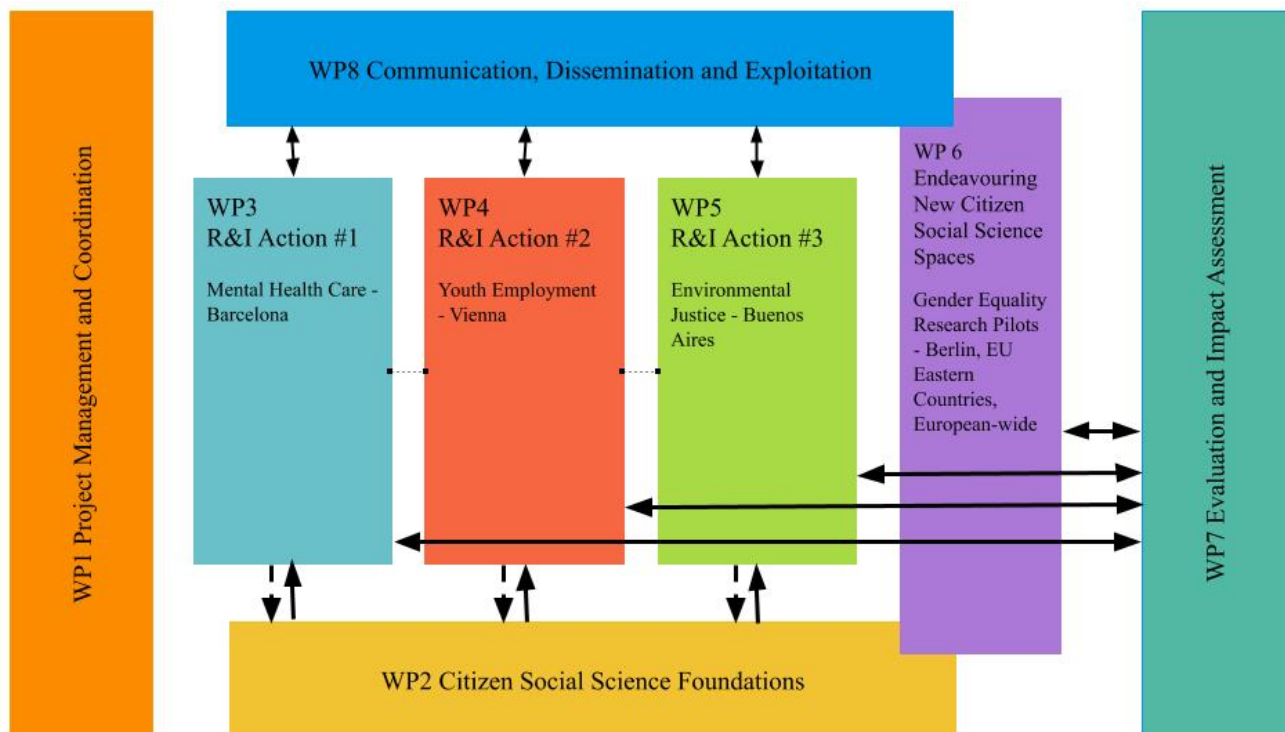 WP1 Project Management and Coordination
WP8 Communication, Dissemination and Exploitation
WP3
R&I Action #1
Mental Health Care -
Barcelona
WP4
R&I Action #2
Youth Employment
- Vienna
WP5
R&I Action #3
Environmental
Justice - Buenos
Aires
WP 6
Endeavouring
New Citizen
Social Science
Spaces
Gender Equality
Research Pilots
- Berlin, EU
Eastern
Countries,
European-wide
WP7 Evaluation and Impact Assessment
WP2 Citizen Social Science Foundations